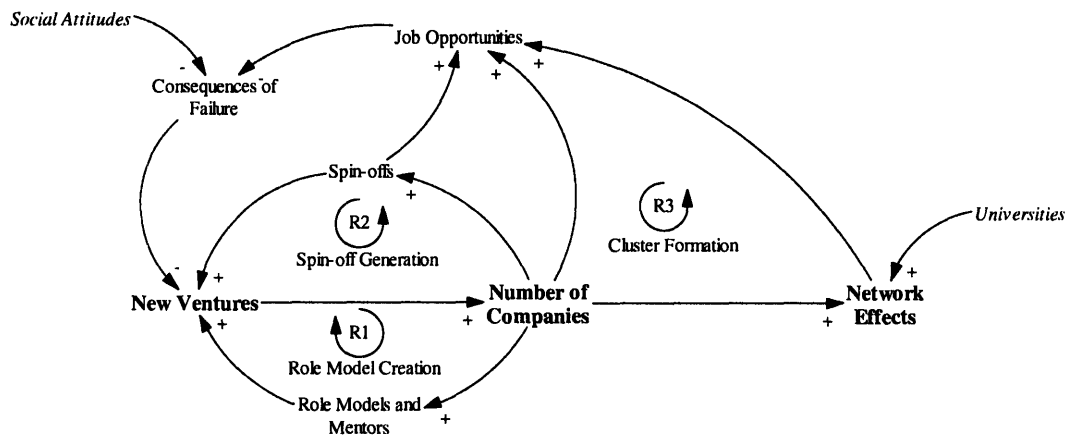 Social Attitudes
Job Opportunities
+
+
+
-
-
Consequences of
Failure
Spin-offs
+
R2
Spin-off Generation
R3
Cluster Formation
Universities
-
+
+
New Ventures
+
Number of
Companies
+
+
Network
Effects
+
R1
Role Model Creation
Role Models and
Mentors
+